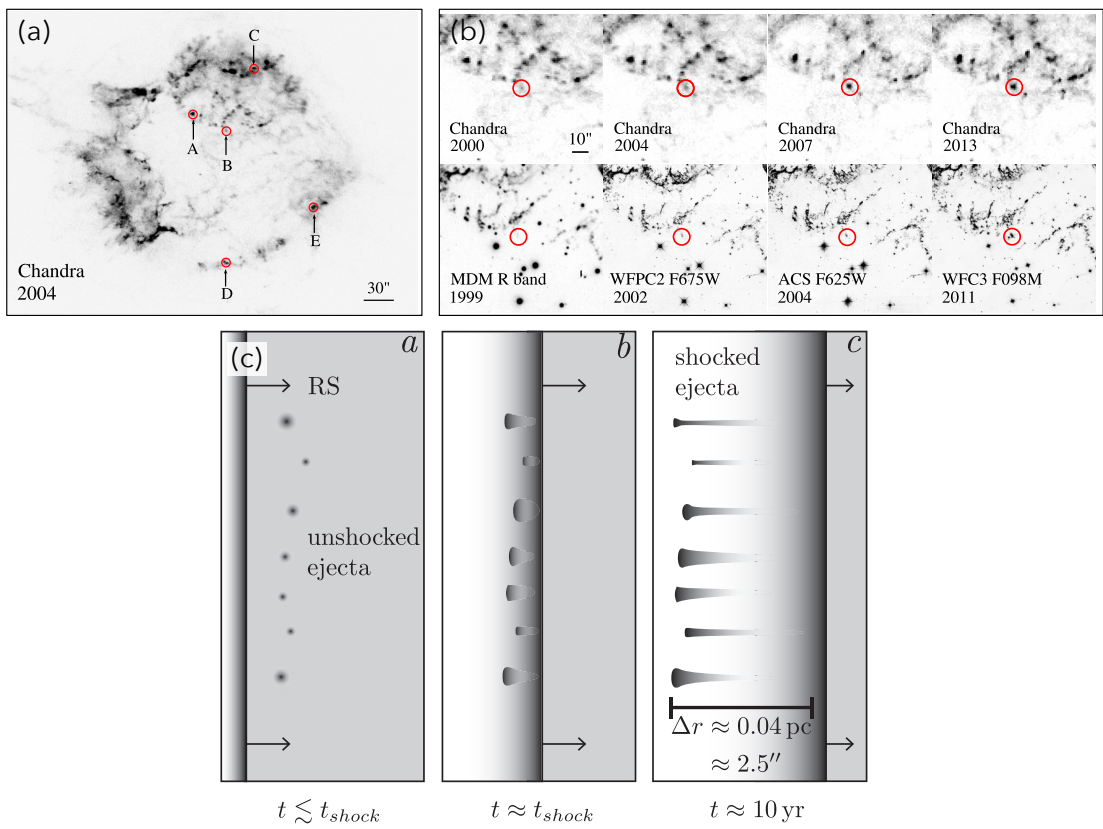 (a)
C
A
B
E
D
Chandra
2004
30"
(b)
Chandra
2000
10"
Chandra
2004
Chandra
2007
Chandra
2013
MDM R band
1999
WFPC2 F675W
2002
ACS F625W
2004
WFC3 F098M
2011
(c)
a
RS
unshocked
ejecta
t ≲ t_shock
b
t ≈ t_shock
shocked
ejecta
c
Δr ≈ 0.04 pc
≈ 2.5″
t ≈ 10 yr